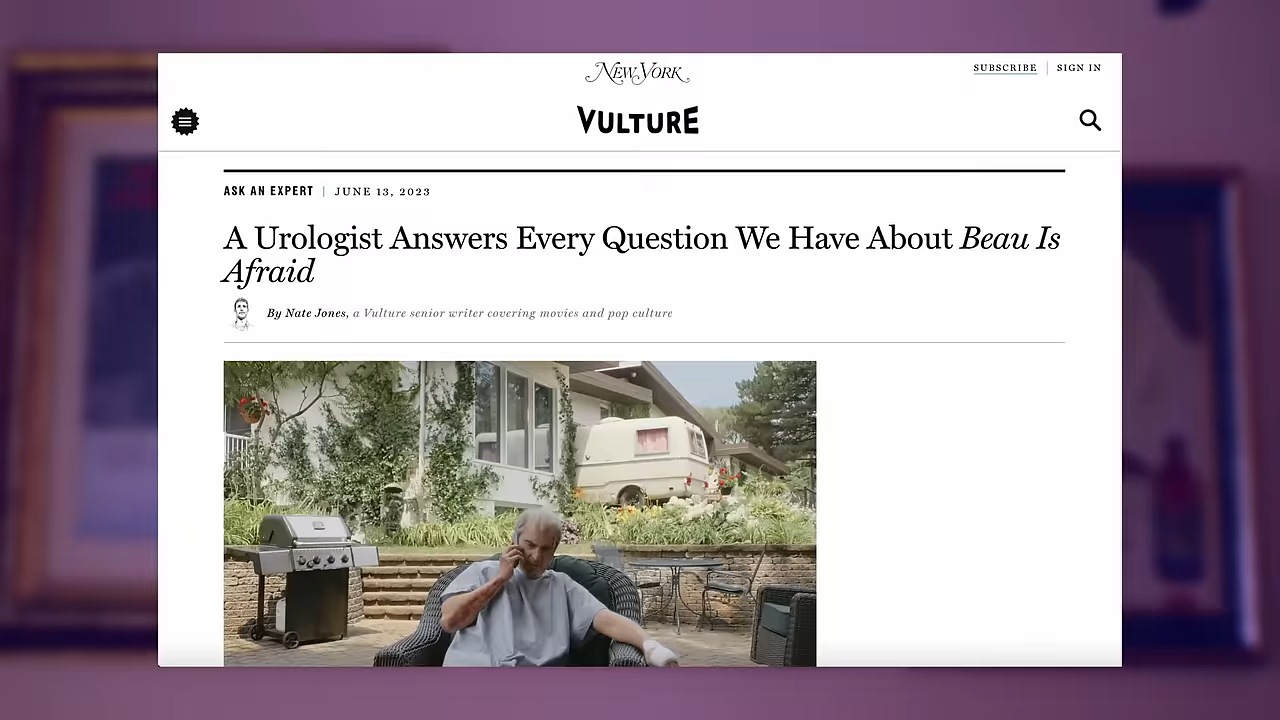 NEW YORK
SUBSCRIBE | SIGN IN
VULTURE
ASK AN EXPERT | JUNE 13, 2023
A Urologist Answers Every Question We Have About Beau Is
Afraid
By Nate Jones, a Vulture senior writer covering movies and pop culture